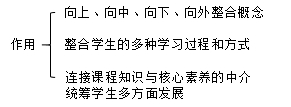 向上、向中、向下、向外整合概念
作用
整合学生的多种学习过程和方式
连接课程知识与核心素养的中介
统筹学生多方面发展